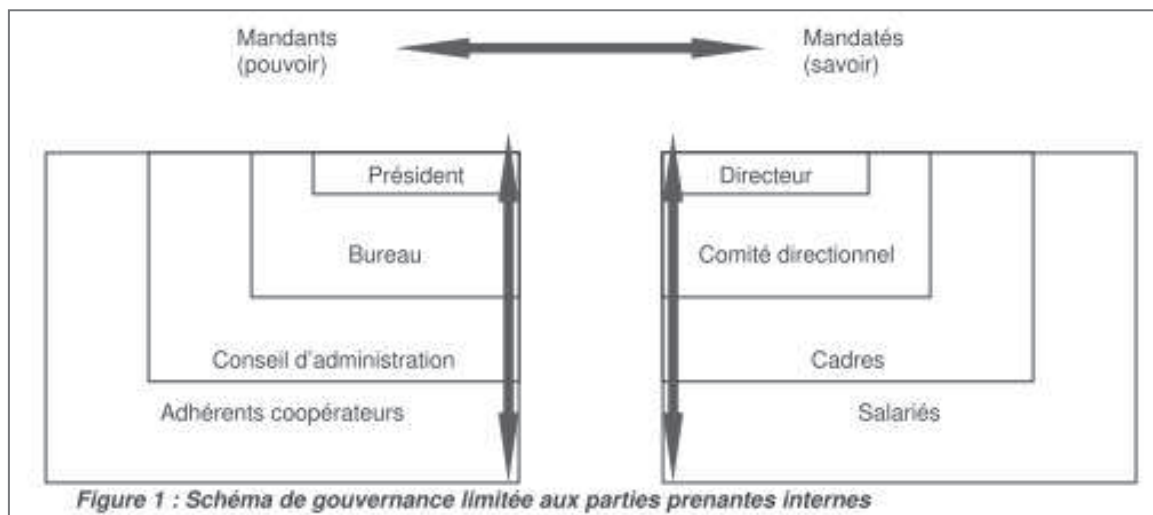 Mandants
(pouvoir)
Mandatés
(savoir)
Président
Directeur
Bureau
Comité directionnel
Conseil d'administration
Cadres
Adhérents coopérateurs
Salariés
Figure 1 : Schéma de gouvernance limitée aux parties prenantes internes